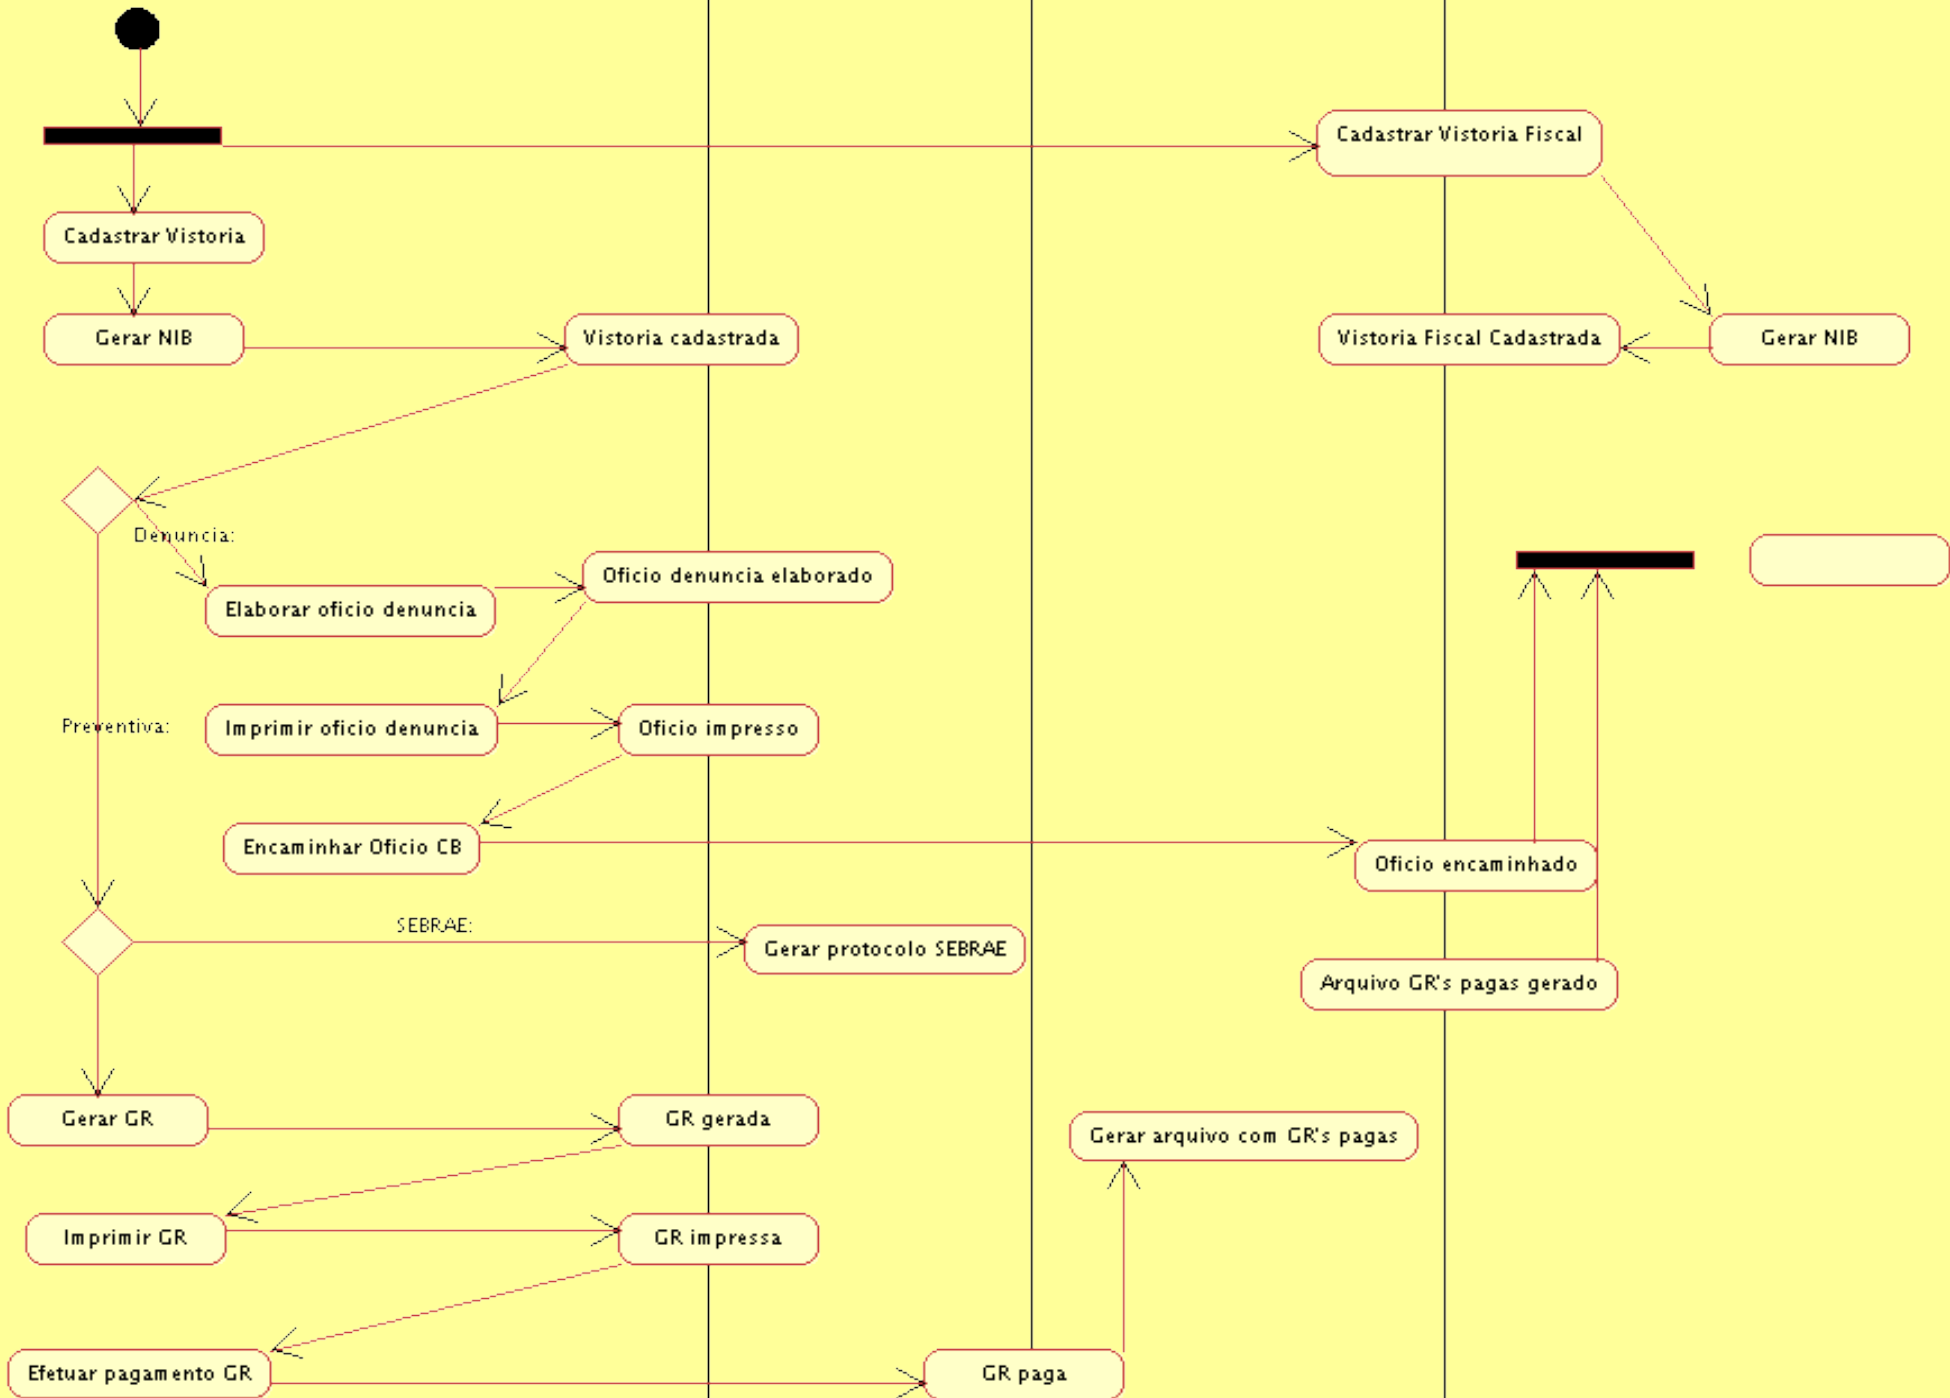 Cadastrar Vistoria Fiscal
Cadastrar Vistoria
Gerar NIB
Vistoria cadastrada
Vistoria Fiscal Cadastrada
Gerar NIB
Denuncia:
Oficio denuncia elaborado
Elaborar oficio denuncia
Preventiva:
Imprimir oficio denuncia
Oficio impresso
Encaminhar Oficio CB
Oficio encaminhado
SEBRAE:
Gerar protocolo SEBRAE
Arquivo GR's pagas gerado
Gerar GR
GR gerada
Gerar arquivo com GR's pagas
Imprimir GR
GR impressa
Efetuar pagamento GR
GR paga